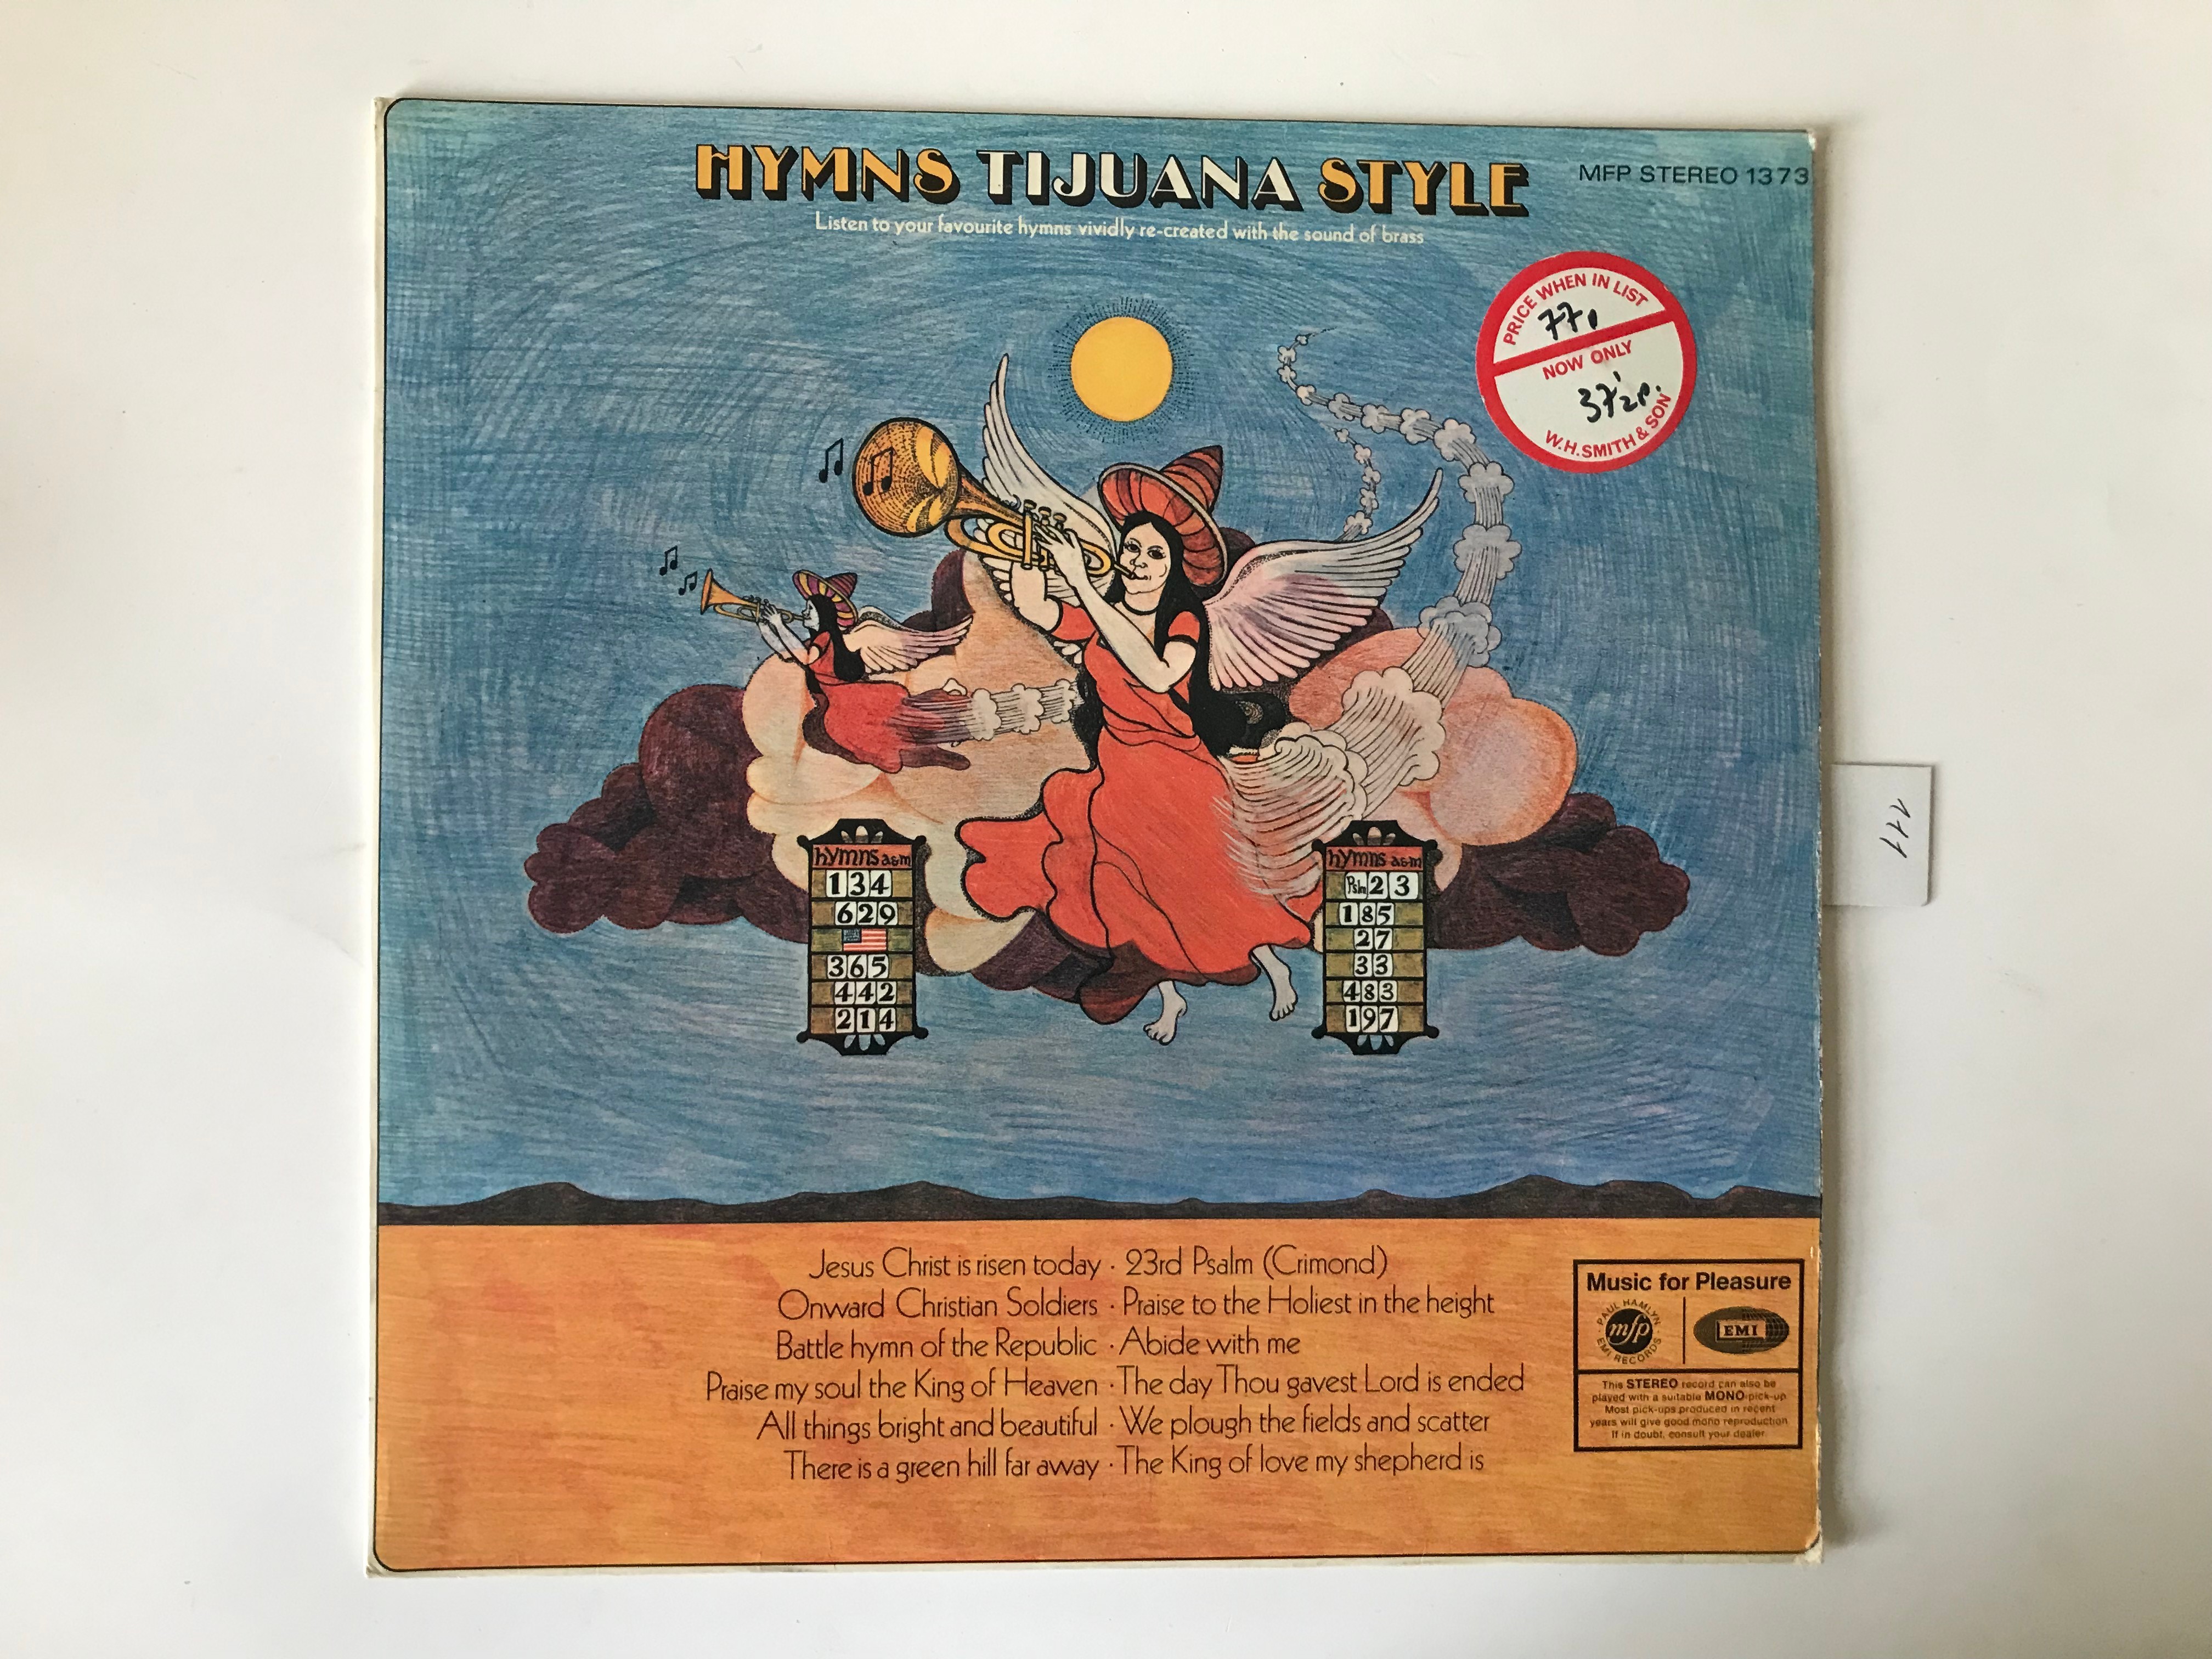 HYMNS TIJUANA STYLE
MFP STEREO 1373
Listen to your favourite hymns vividly re-created with the sound of brass
PRICE WHEN IN LIST
77p
NOW ONLY
37½p.
W.H.SMITH & SON
111
hymns a&m
134
629
365
442
214
hymns a&m
Pslm 23
185
27
33
483
197
Jesus Christ is risen today · 23rd Psalm (Crimond)
Onward Christian Soldiers · Praise to the Holiest in the height
Battle hymn of the Republic · Abide with me
Praise my soul the King of Heaven · The day Thou gavest Lord is ended
All things bright and beautiful · We plough the fields and scatter
There is a green hill far away · The King of love my shepherd is
Music for Pleasure
PAUL HAMLYN
mfp
EMI RECORDS
EMI
This STEREO record can also be
played with a suitable MONO pick-up.
Most pick-ups produced in recent
years will give good mono reproduction.
If in doubt, consult your dealer.